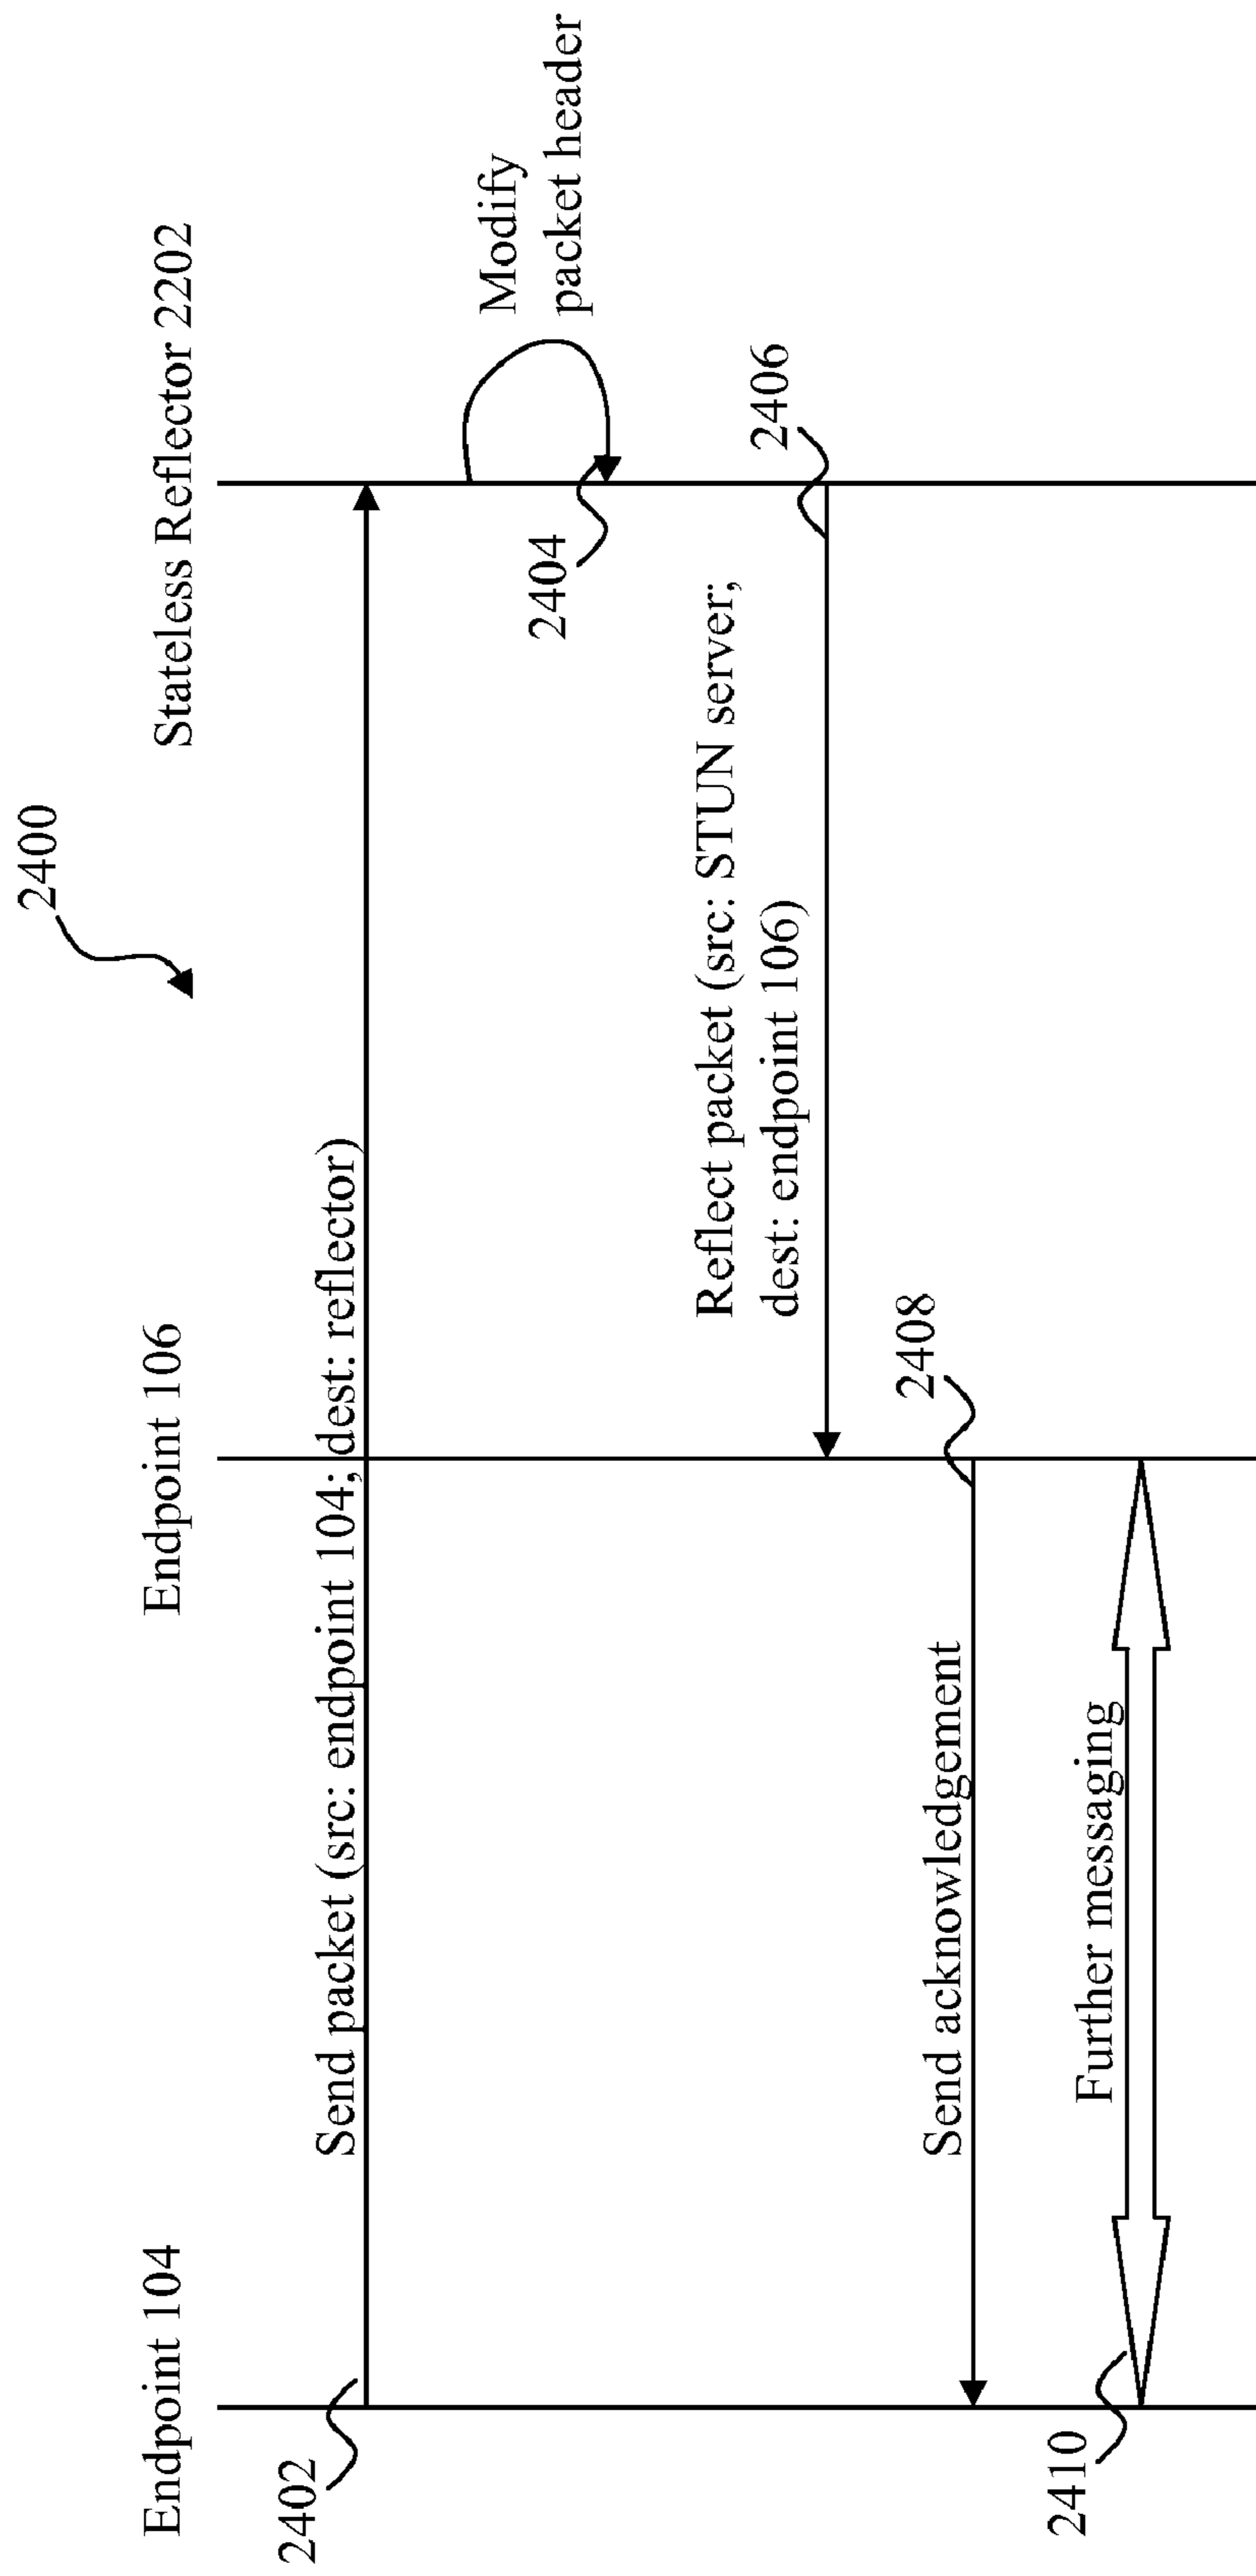 2400
Endpoint 104
Endpoint 106
Stateless Reflector 2202
2402
Send packet (src: endpoint 104; dest: reflector)
Modify
packet header
2404
Reflect packet (src: STUN server;
dest: endpoint 106)
2406
2408
Send acknowledgement
Further messaging
2410